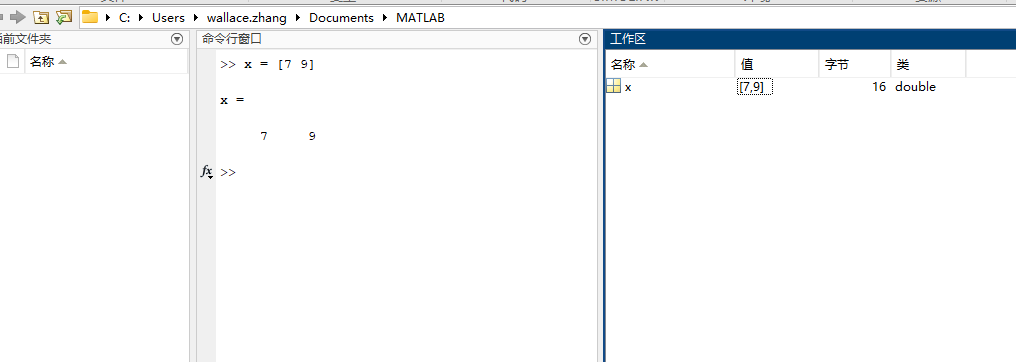 C: Users wallace.zhang Documents MATLAB
前文件夹
名称
命令行窗口
>> x = [7 9]
x =
7 9
fx >>
工作区
名称 值 字节 类
x [7,9] 16 double